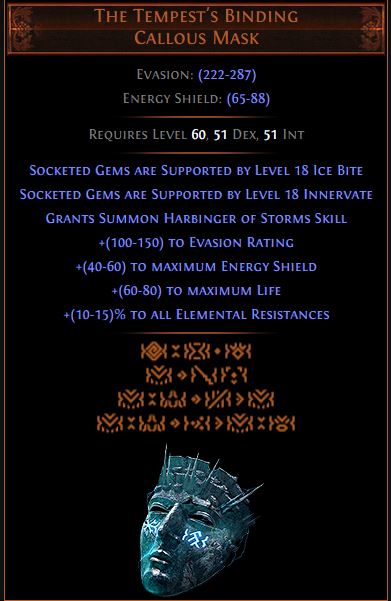 The Tempest's Binding
Callous Mask
Evasion: (222-287)
Energy Shield: (65-88)
Requires Level 60, 51 Dex, 51 Int
Socketed Gems are Supported by Level 18 Ice Bite
Socketed Gems are Supported by Level 18 Innervate
Grants Summon Harbinger of Storms Skill
+(100-150) to Evasion Rating
+(40-60) to maximum Energy Shield
+(60-80) to maximum Life
+(10-15)% to all Elemental Resistances